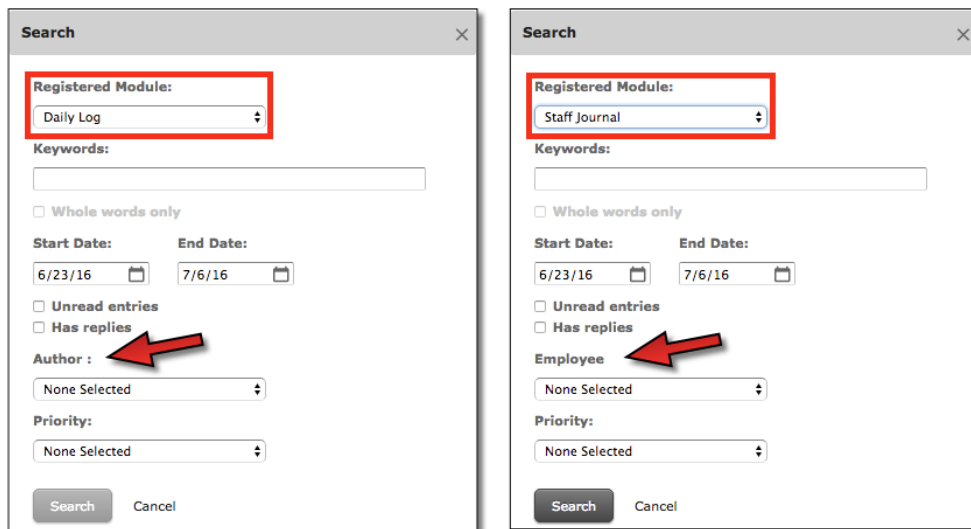 Search
Registered Module:
Daily Log
Keywords:
Whole words only
Start Date: End Date:
6/23/16 7/6/16
Unread entries
Has replies
Author :
None Selected
Priority:
None Selected
Search Cancel
Search
Registered Module:
Staff Journal
Keywords:
Whole words only
Start Date: End Date:
6/23/16 7/6/16
Unread entries
Has replies
Employee
None Selected
Priority:
None Selected
Search Cancel